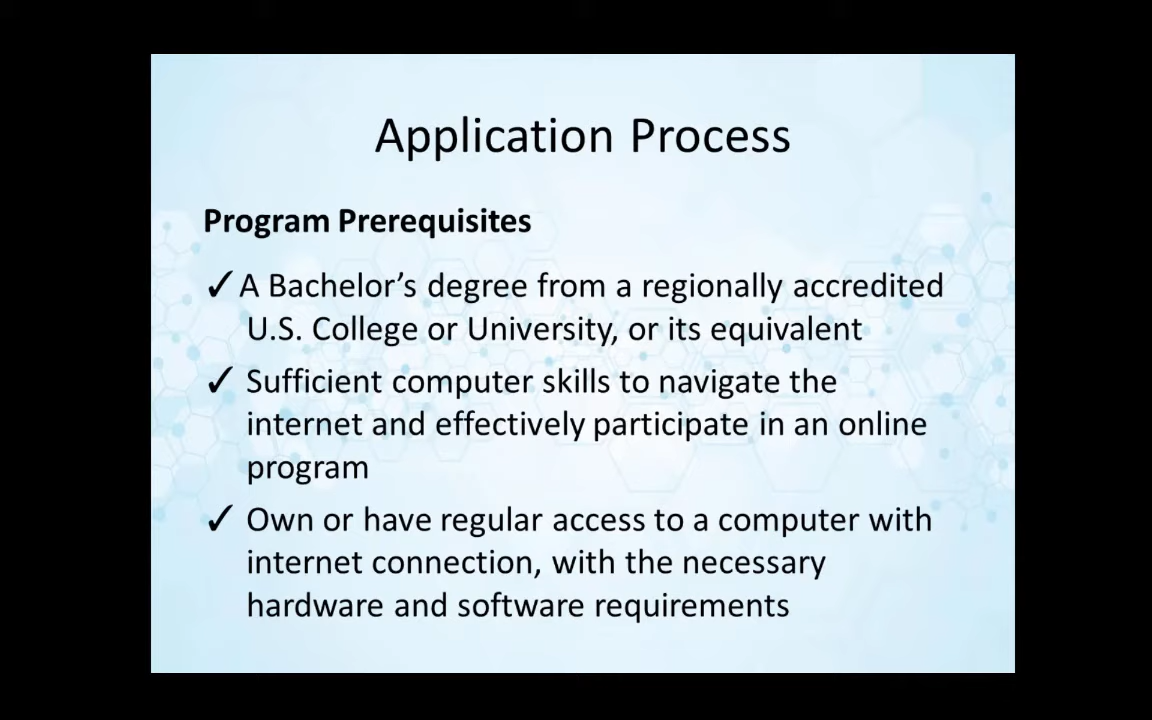 Application Process
Program Prerequisites
✓A Bachelor’s degree from a regionally accredited
U.S. College or University, or its equivalent
✓ Sufficient computer skills to navigate the
internet and effectively participate in an online
program
✓ Own or have regular access to a computer with
internet connection, with the necessary
hardware and software requirements